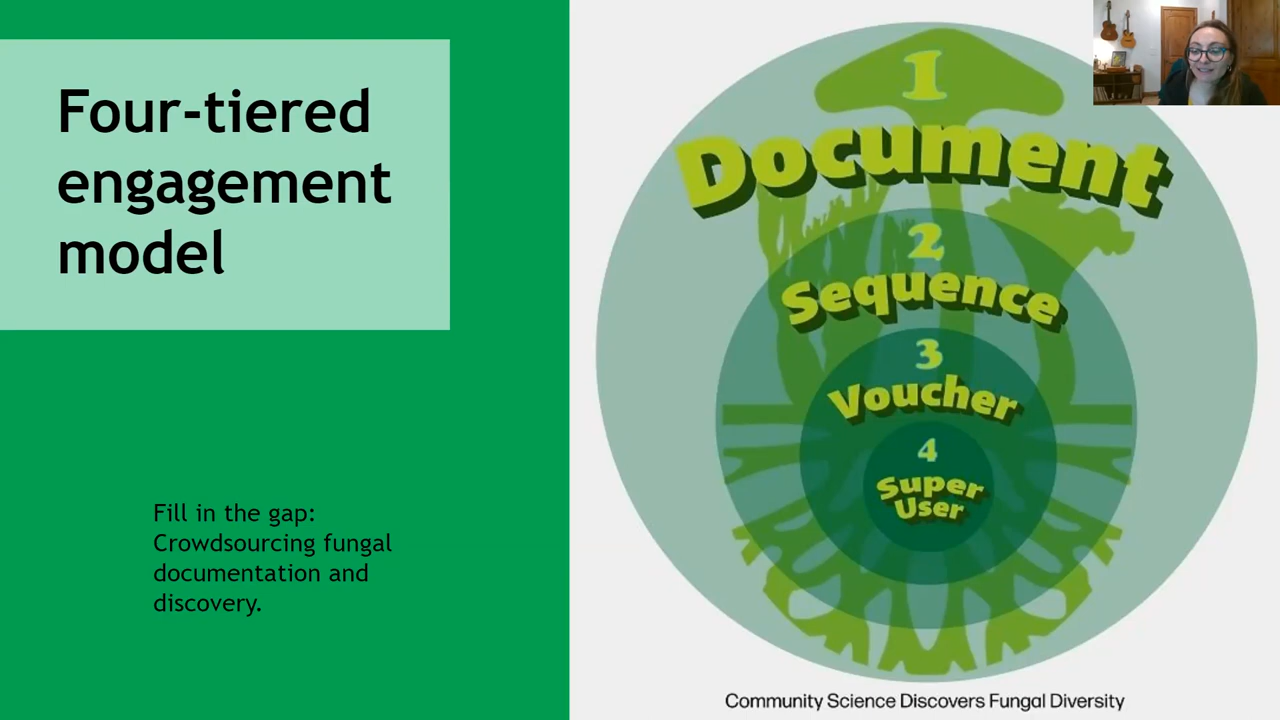 Four-tiered
engagement
model
Fill in the gap:
Crowdsourcing fungal
documentation and
discovery.
1
Document
2
Sequence
3
Voucher
4
Super
User
Community Science Discovers Fungal Diversity